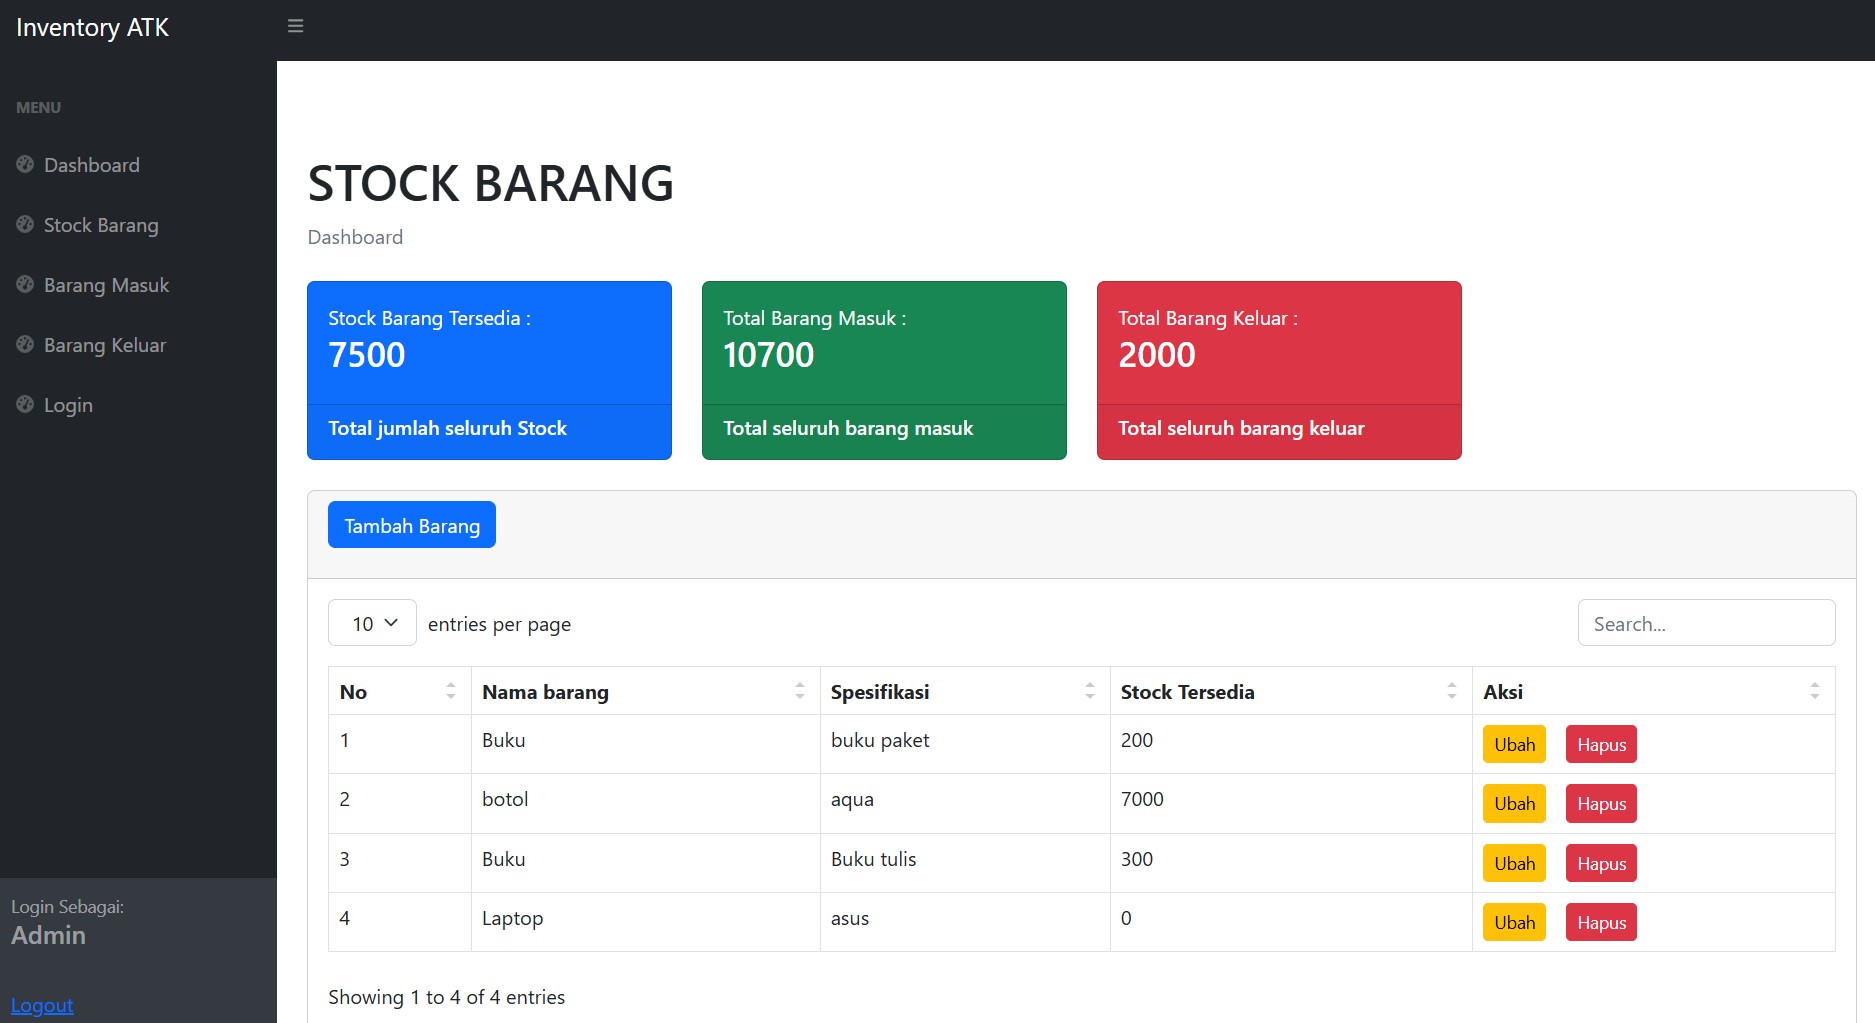 Inventory ATK
MENU
Dashboard
Stock Barang
Barang Masuk
Barang Keluar
Login
Login Sebagai:
Admin
Logout
STOCK BARANG
Dashboard
Stock Barang Tersedia :
7500
Total jumlah seluruh Stock
Total Barang Masuk :
10700
Total seluruh barang masuk
Total Barang Keluar :
2000
Total seluruh barang keluar
Tambah Barang
10 entries per page
Search...
No Nama barang Spesifikasi Stock Tersedia Aksi
1 Buku buku paket 200 Ubah Hapus
2 botol aqua 7000 Ubah Hapus
3 Buku Buku tulis 300 Ubah Hapus
4 Laptop asus 0 Ubah Hapus
Showing 1 to 4 of 4 entries